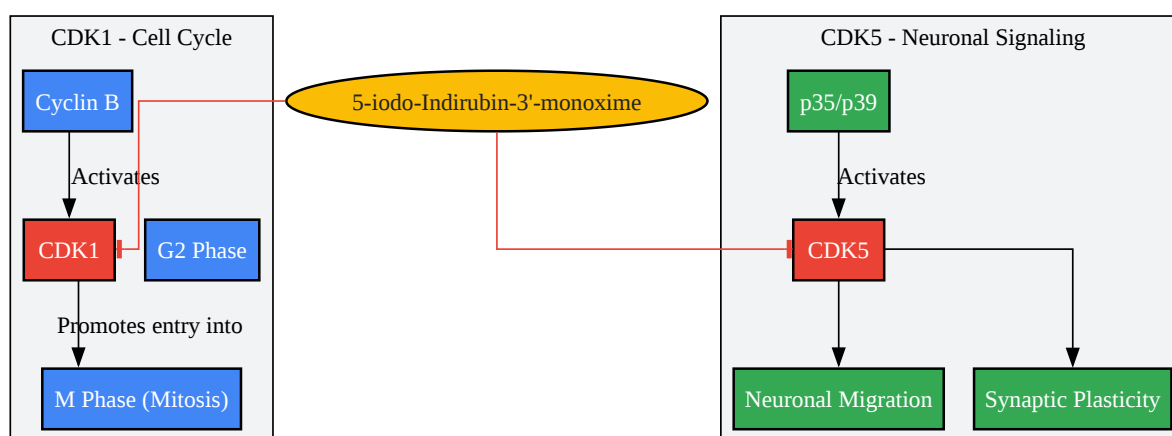 CDK1 - Cell Cycle
Cyclin B
Activates
CDK1
G2 Phase
Promotes entry into
M Phase (Mitosis)
5-iodo-Indirubin-3'-monoxime
CDK5 - Neuronal Signaling
p35/p39
Activates
CDK5
Neuronal Migration
Synaptic Plasticity